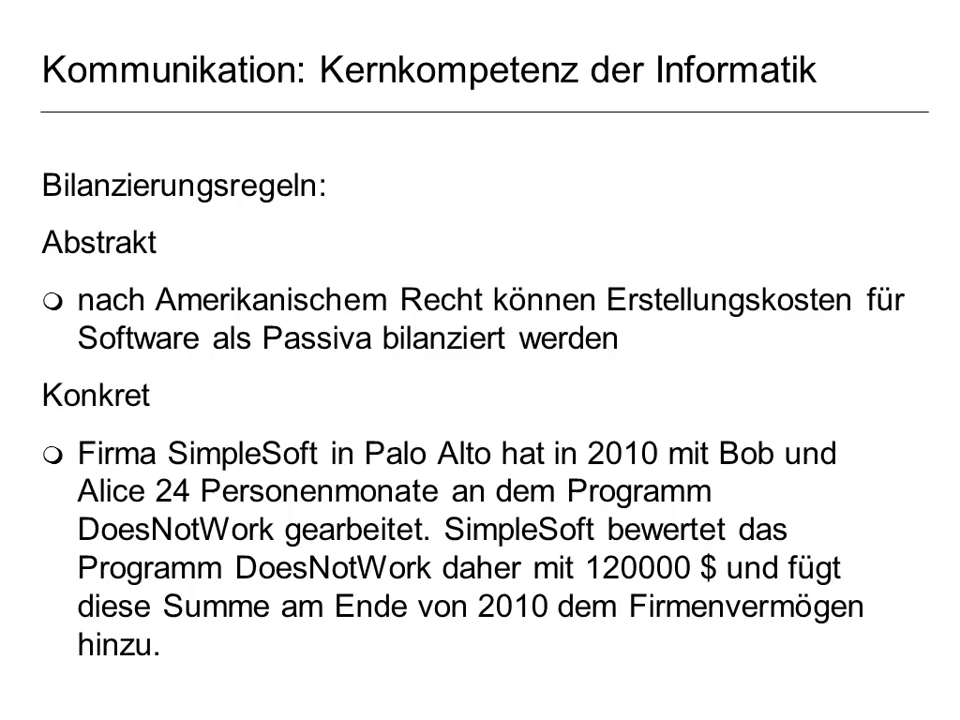 Kommunikation: Kernkompetenz der Informatik
Bilanzierungsregeln:
Abstrakt
nach Amerikanischem Recht können Erstellungskosten für
Software als Passiva bilanziert werden
Konkret
Firma SimpleSoft in Palo Alto hat in 2010 mit Bob und
Alice 24 Personenmonate an dem Programm
DoesNotWork gearbeitet. SimpleSoft bewertet das
Programm DoesNotWork daher mit 120000 $ und fügt
diese Summe am Ende von 2010 dem Firmenvermögen
hinzu.